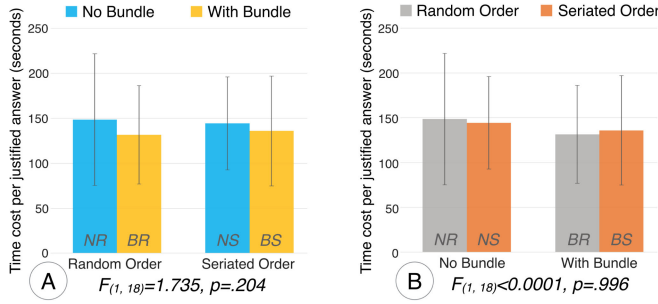 No Bundle With Bundle
Time cost per justified answer (seconds)
250
200
150
100
50
0
NR BR NS BS
Random Order Seriated Order
A
F(1, 18)=1.735, p=.204
Random Order Seriated Order
Time cost per justified answer (seconds)
250
200
150
100
50
0
NR NS BR BS
No Bundle With Bundle
B
F(1, 18)<0.0001, p=.996